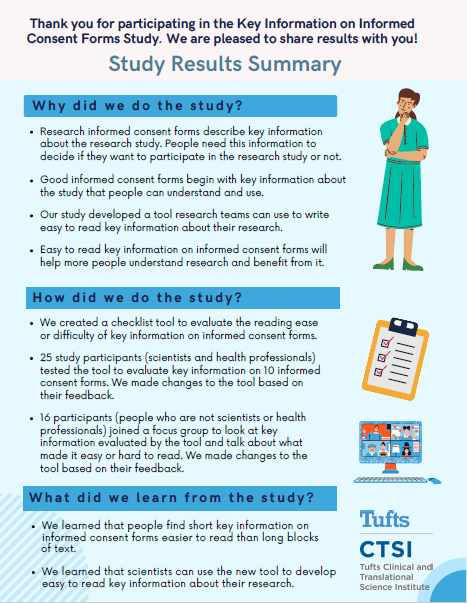 Thank you for participating in the Key Information on Informed
Consent Forms Study. We are pleased to share results with you!
Study Results Summary
Why did we do the study?
• Research informed consent forms describe key information
about the research study. People need this information to
decide if they want to participate in the research study or not.
• Good informed consent forms begin with key information about
the study that people can understand and use.
• Our study developed a tool research teams can use to write
easy to read key information about their research.
• Easy to read key information on informed consent forms will
help more people understand research and benefit from it.
How did we do the study?
• We created a checklist tool to evaluate the reading ease
or difficulty of key information on informed consent forms.
• 25 study participants (scientists and health professionals)
tested the tool to evaluate key information on 10 informed
consent forms. We made changes to the tool based on
their feedback.
• 16 participants (people who are not scientists or health
professionals) joined a focus group to look at key
information evaluated by the tool and talk about what
made it easy or hard to read. We made changes to the
tool based on their feedback.
What did we learn from the study?
• We learned that people find short key information on
informed consent forms easier to read than long blocks
of text.
• We learned scientists can use the new tool to develop
easy to read key information about their research.
Tufts
CTSI
Tufts Clinical and
Translational
Science Institute